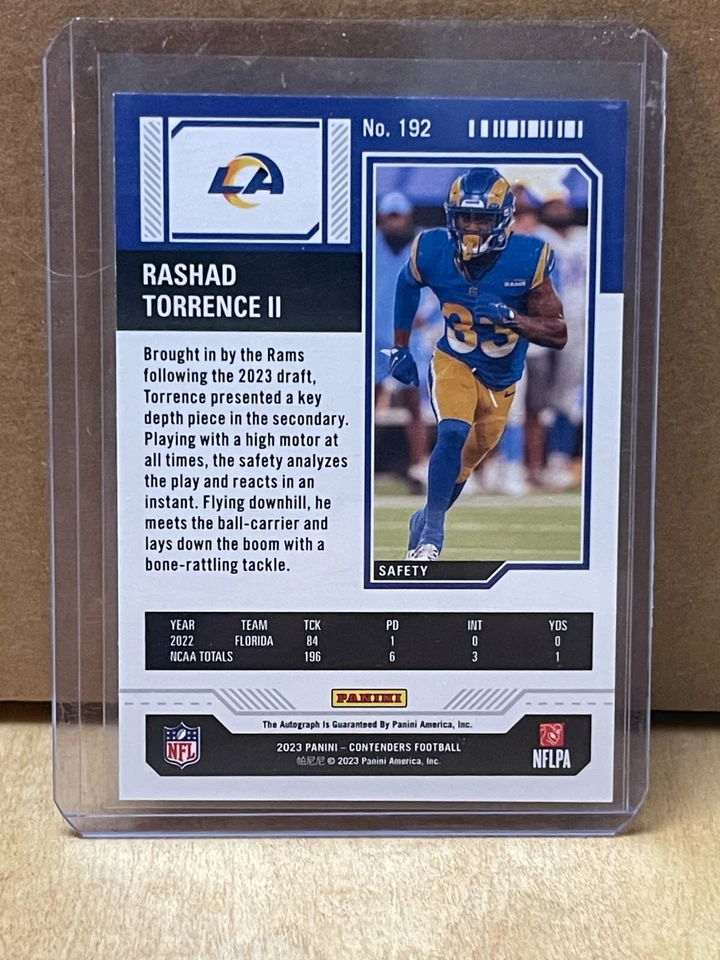 No. 192
LA
RASHAD
TORRENCE II
Brought in by the Rams
following the 2023 draft,
Torrence presented a key
depth piece in the secondary.
Playing with a high motor at
all times, the safety analyzes
the play and reacts in an
instant. Flying downhill, he
meets the ball-carrier and
lays down the boom with a
bone-rattling tackle.
RAMS
33
SAFETY
YEAR TEAM TCK PD INT YDS
2022 FLORIDA 84 1 0 0
NCAA TOTALS 196 6 3 1
PANINI
The Autograph Is Guaranteed By Panini America, Inc.
NFL
2023 PANINI – CONTENDERS FOOTBALL
帕尼尼 © 2023 Panini America, Inc.
NFLPA